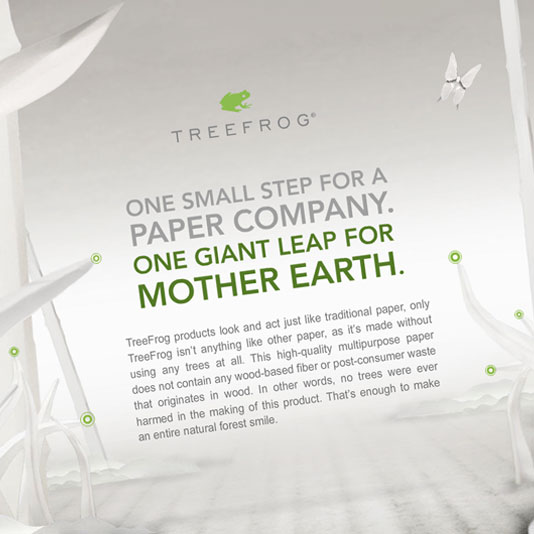 TREEFROG®
ONE SMALL STEP FOR A
PAPER COMPANY.
ONE GIANT LEAP FOR
MOTHER EARTH.
TreeFrog products look and act just like traditional paper, only
TreeFrog isn't anything like other paper, as it's made without
using any trees at all. This high-quality multipurpose paper
does not contain any wood-based fiber or post-consumer waste
that originates in wood. In other words, no trees were ever
harmed in the making of this product. That's enough to make
an entire natural forest smile.